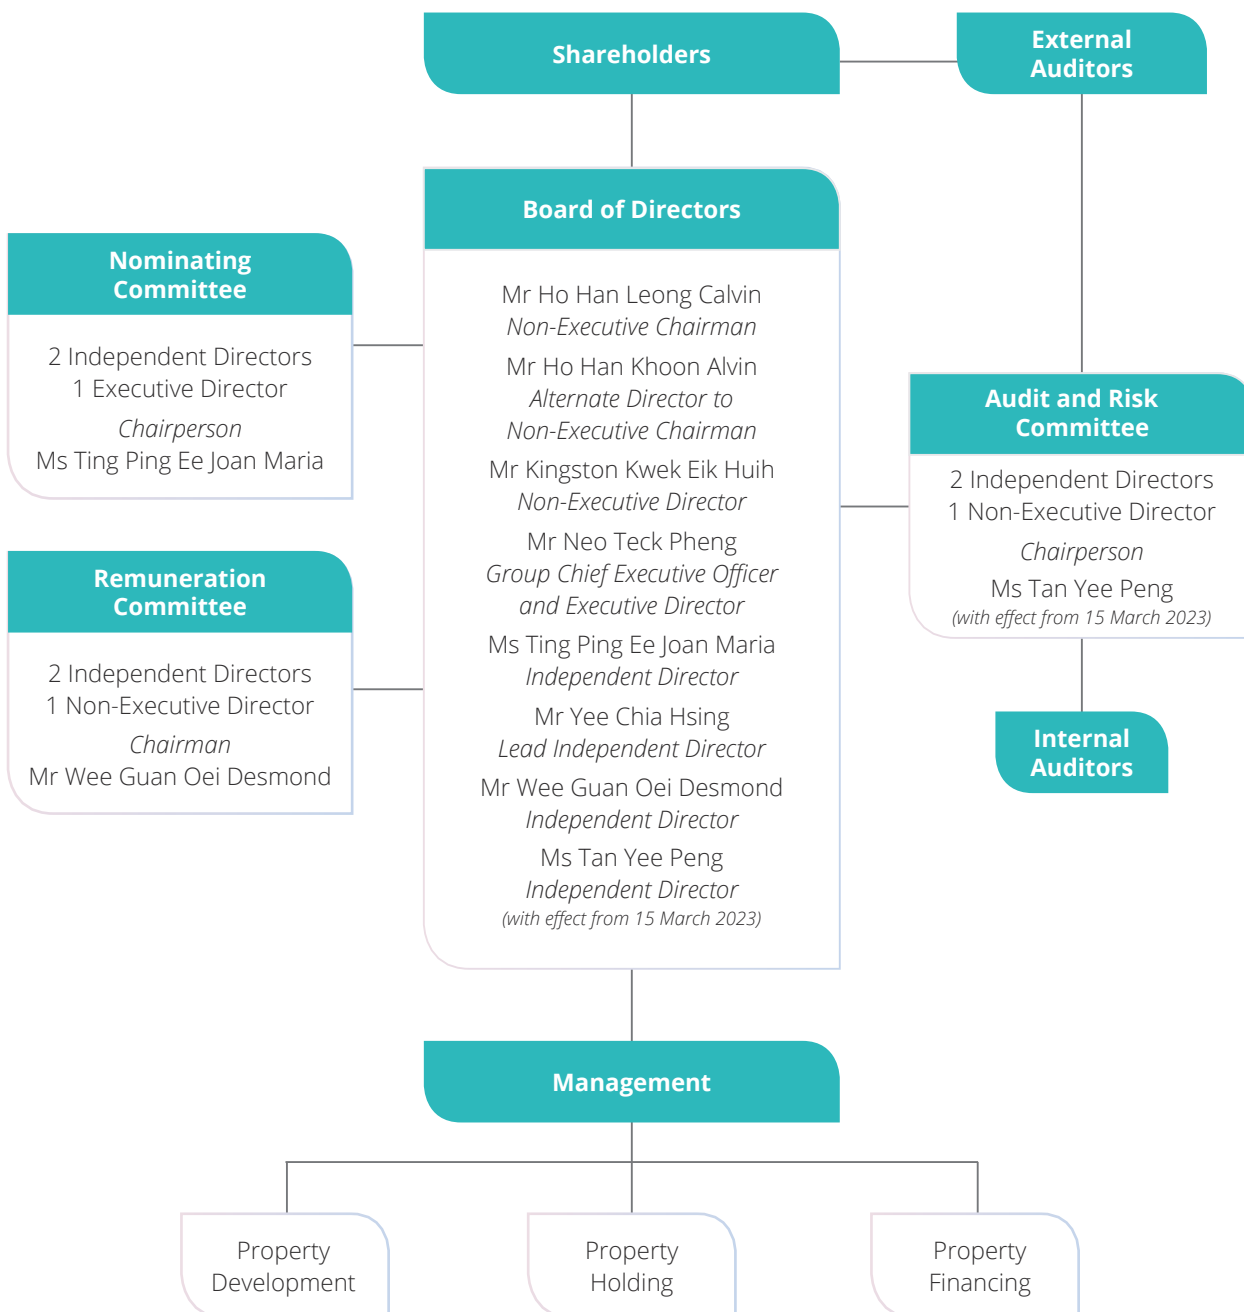 Shareholders
External
Auditors
Board of Directors
Mr Ho Han Leong Calvin
Non-Executive Chairman
Mr Ho Han Khoon Alvin
Alternate Director to
Non-Executive Chairman
Mr Kingston Kwek Eik Huih
Non-Executive Director
Mr Neo Teck Pheng
Group Chief Executive Officer
and Executive Director
Ms Ting Ping Ee Joan Maria
Independent Director
Mr Yee Chia Hsing
Lead Independent Director
Mr Wee Guan Oei Desmond
Independent Director
Ms Tan Yee Peng
Independent Director
(with effect from 15 March 2023)
Nominating
Committee
2 Independent Directors
1 Executive Director
Chairperson
Ms Ting Ping Ee Joan Maria
Remuneration
Committee
2 Independent Directors
1 Non-Executive Director
Chairman
Mr Wee Guan Oei Desmond
Audit and Risk
Committee
2 Independent Directors
1 Non-Executive Director
Chairperson
Ms Tan Yee Peng
(with effect from 15 March 2023)
Internal
Auditors
Management
Property
Development
Property
Holding
Property
Financing